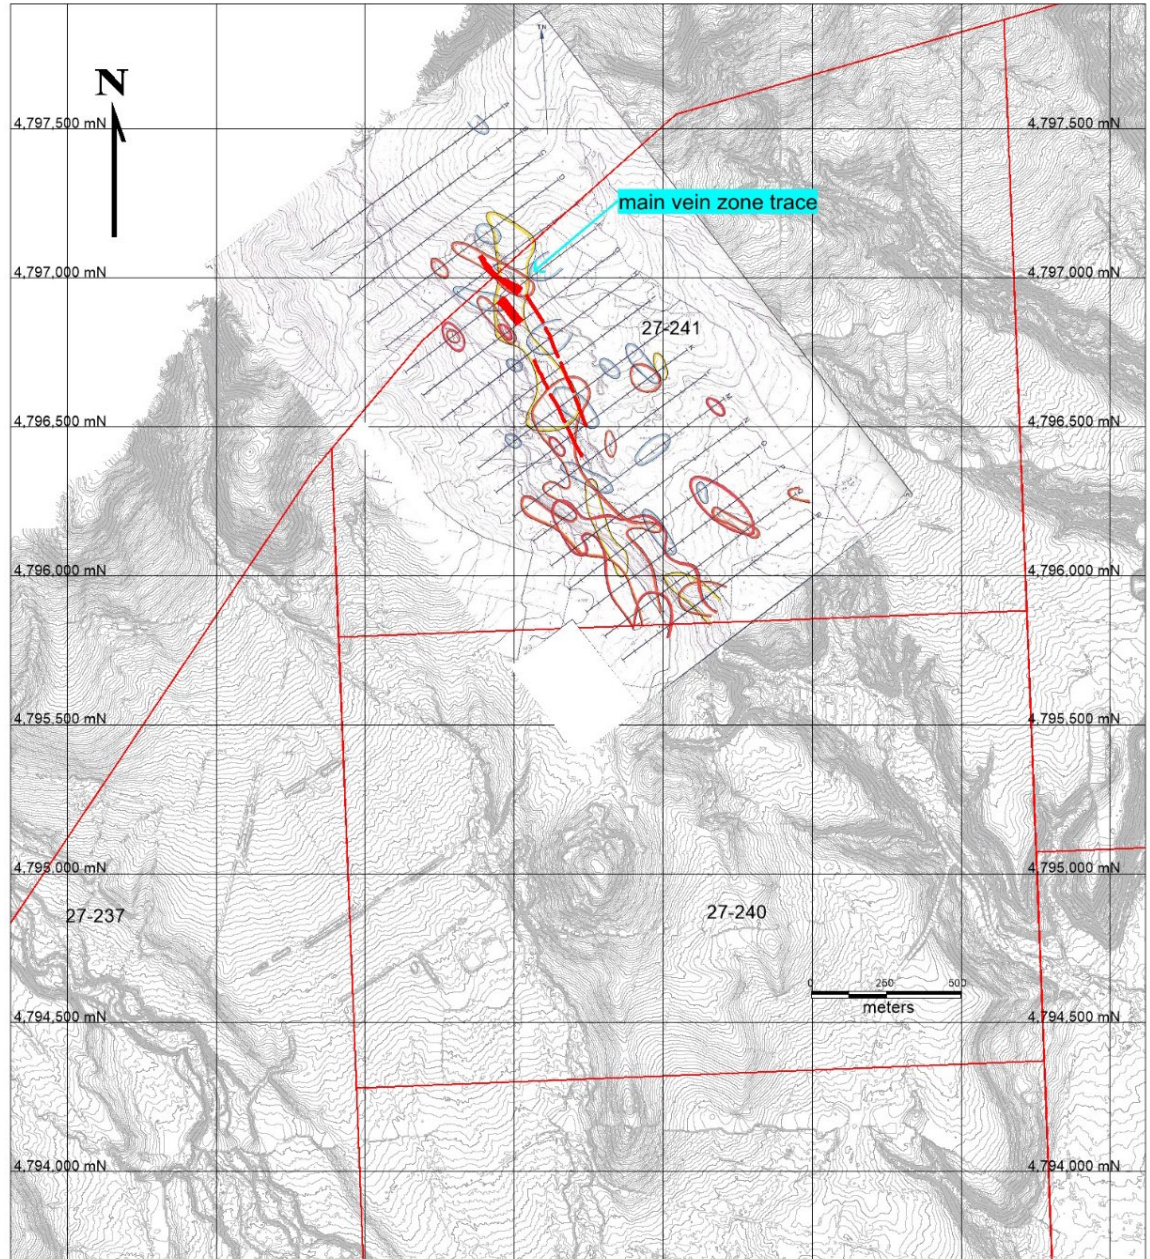 N
4,797,500 mN 4,797,500 mN
main vein zone trace
4,797,000 mN 4,797,000 mN
27-241
4,796,500 mN 4,796,500 mN
4,796,000 mN 4,796,000 mN
4,795,500 mN 4,795,500 mN
4,795,000 mN 4,795,000 mN
27-237 27-240
0 250 500
meters
4,794,500 mN 4,794,500 mN
4,794,000 mN 4,794,000 mN